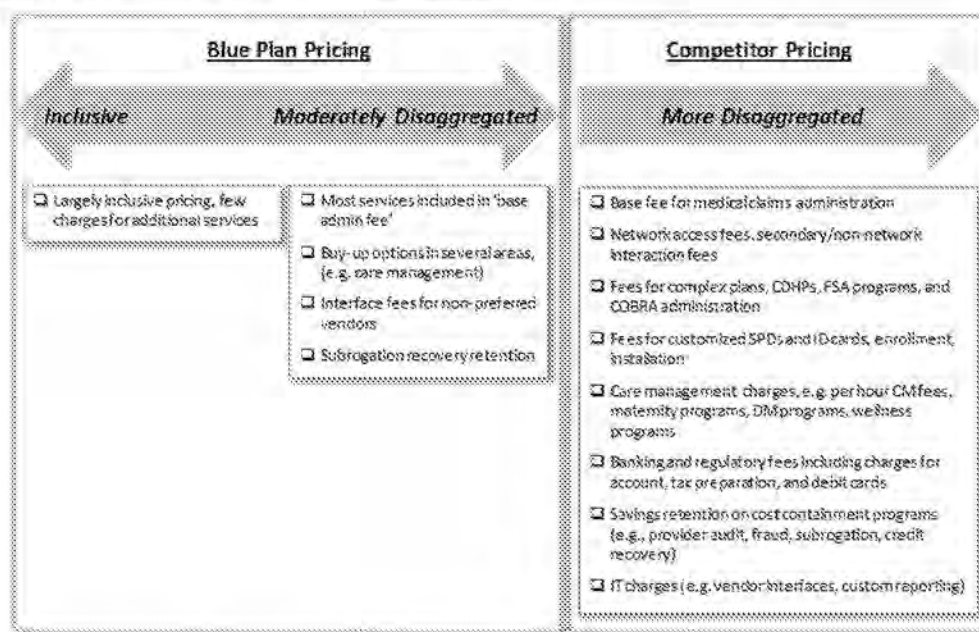 Blue Plan Pricing
Inclusive
Moderately Disaggregated
❑ Largely inclusive pricing, few
charges for additional services
❑ Most services included in 'base
admin fee'
❑ Buy-up options in several areas,
(e.g. care management)
❑ Interface fees for non-preferred
vendors
❑ Subrogation recovery retention
Competitor Pricing
More Disaggregated
❑ Base fee for medical claims administration
❑ Network access fees, secondary/non-network
interaction fees
❑ Fees for complex plans, CDHPs, FSA programs, and
COBRA administration
❑ Fees for customized SPDs and ID cards, enrollment,
installation
❑ Care management charges, e.g. per hour CM fees,
maternity programs, DM programs, wellness
programs
❑ Banking and regulatory fees including charges for
account, tax preparation, and debit cards
❑ Savings retention on cost containment programs
(e.g., provider audit, fraud, subrogation, credit
recovery)
❑ IT charges (e.g. vendor interfaces, custom reporting)